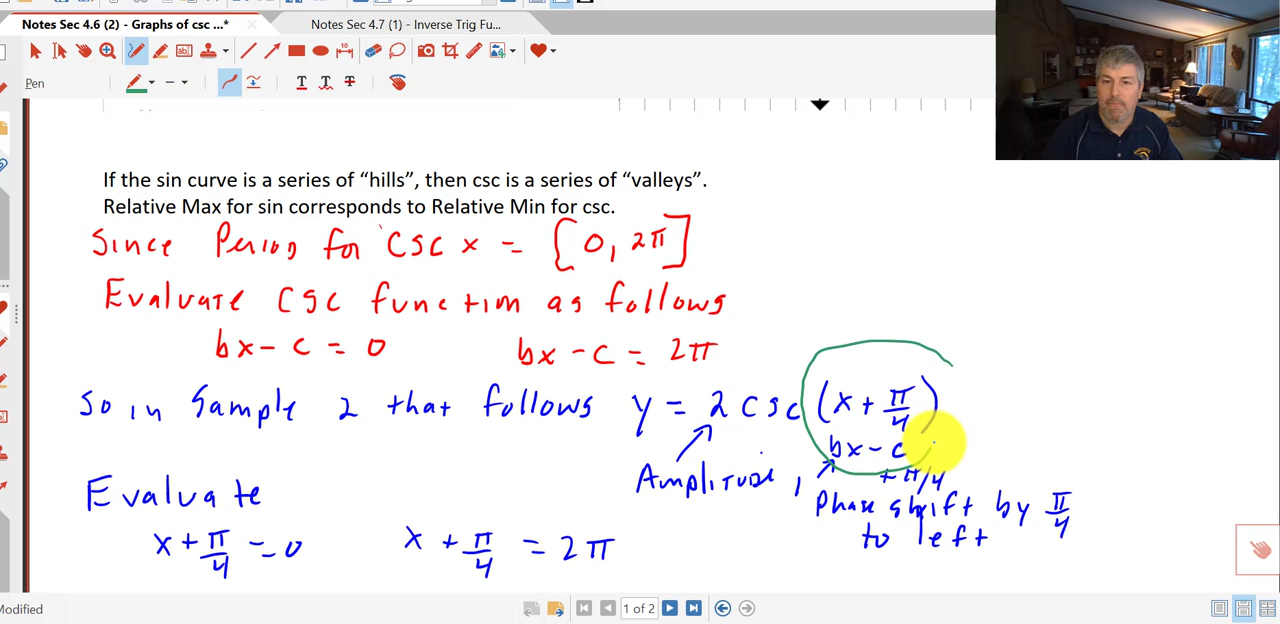 Notes Sec 4.6 (2) - Graphs of csc ...*
Notes Sec 4.7 (1) - Inverse Trig Fu...
Pen
If the sin curve is a series of “hills”, then csc is a series of “valleys”.
Relative Max for sin corresponds to Relative Min for csc.
Since Period for csc x = [0, 2π]
Evaluate csc function as follows
bx - c = 0 bx - c = 2π
So in Sample 2 that follows y = 2 csc (x + π/4)
bx - c
Amplitude
+ π/4
Phase shift by π/4
to left
Evaluate
x + π/4 = 0 x + π/4 = 2π
Modified
1 of 2